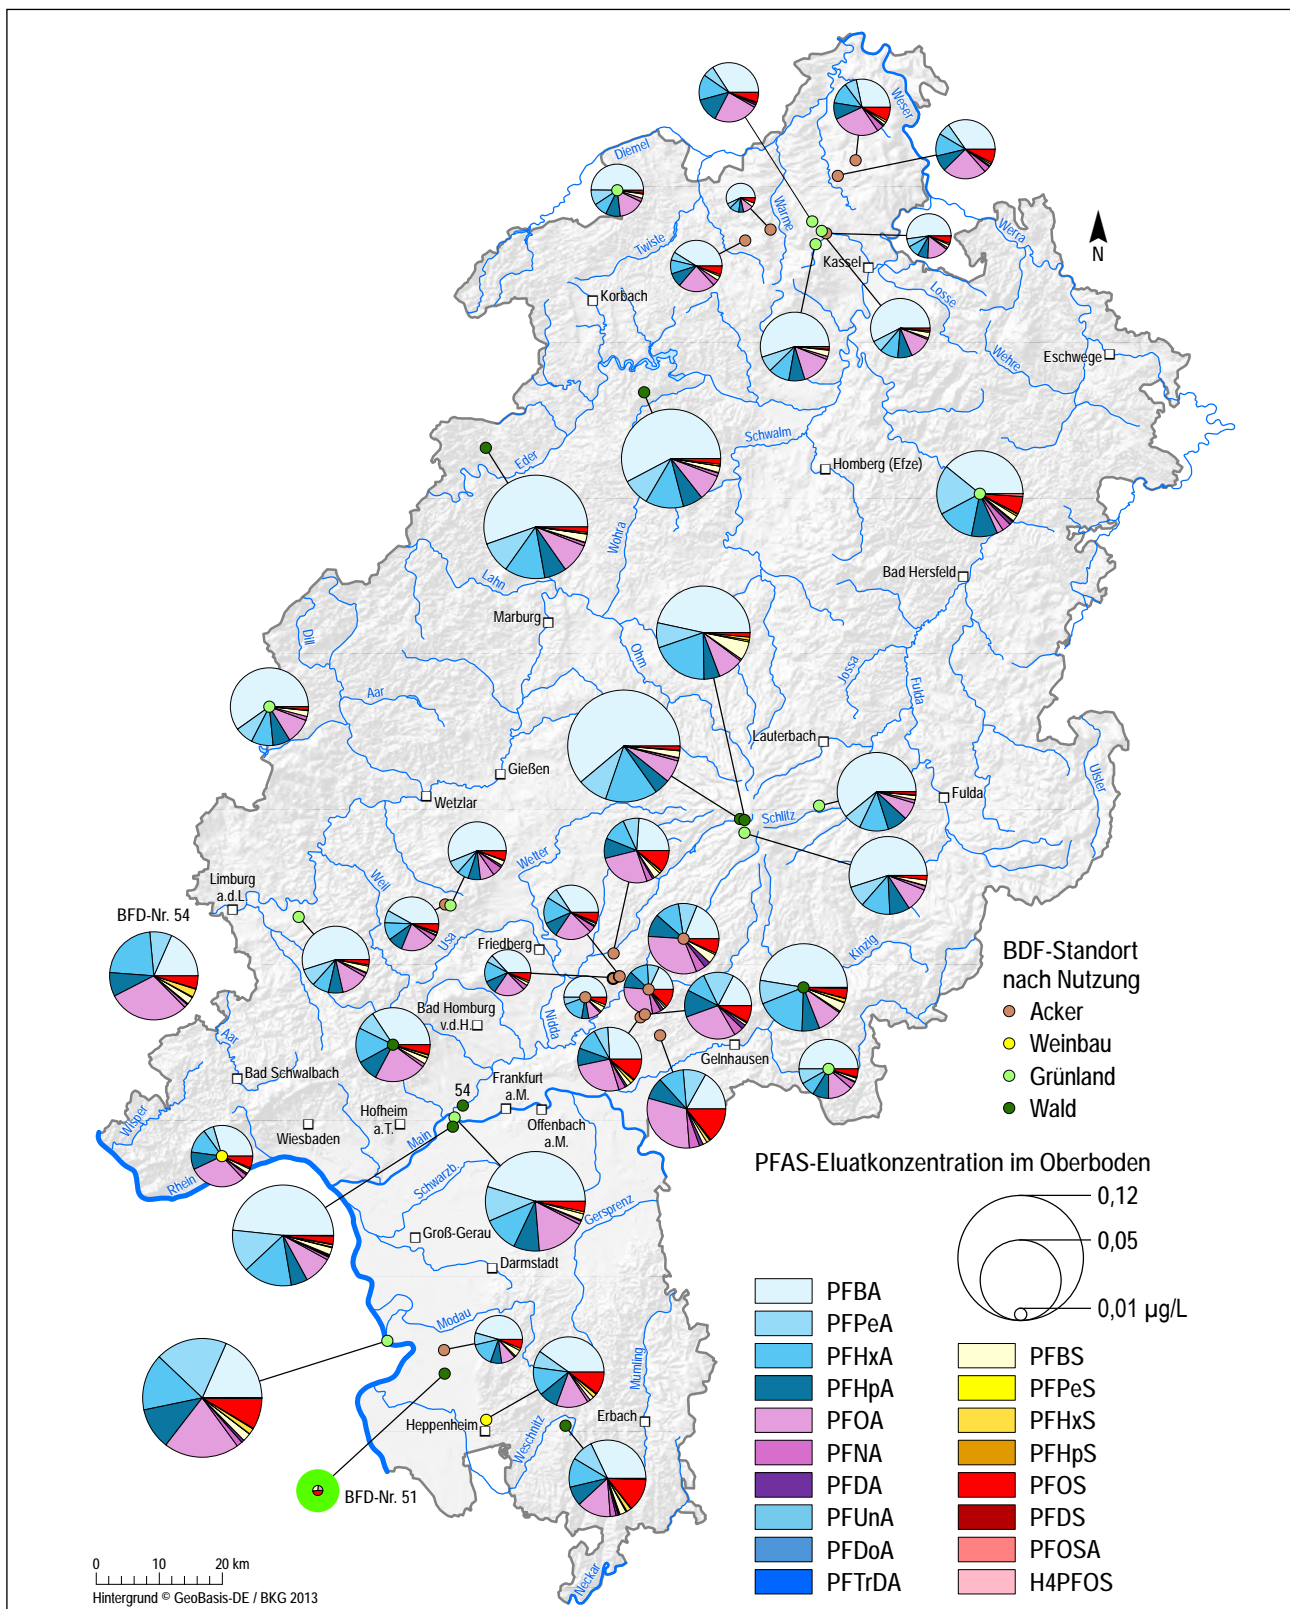 Diemel
Weser
Twiste
Warme
Kassel
Werra
N
Korbach
Losse
Wehre
Eschwege
Schwalm
Eder
Homberg (Efze)
Wohra
Bad Hersfeld
Lahn
Marburg
Dill
Ohm
Jossa
Fulda
Aar
Lauterbach
Gießen
Ulster
Wetzlar
Fulda
Schlitz
Wetter
Limburg
a.d.L.
Weil
BFD-Nr. 54
Usa
Friedberg
Kinzig
BDF-Standort
nach Nutzung
Acker
Weinbau
Grünland
Wald
Bad Homburg
v.d.H.
Nidda
Gelnhausen
Aar
Bad Schwalbach
54
Frankfurt
a.M.
Wisper
Wiesbaden
Hofheim
a.T.
Offenbach
a.M.
Main
Rhein
Schwarzb.
PFAS-Eluatkonzentration im Oberboden
0,12
0,05
0,01 µg/L
Gersprenz
Groß-Gerau
Darmstadt
Modau
Mümling
Heppenheim
Weschnitz
Erbach
BFD-Nr. 51
Neckar
PFBA
PFPeA
PFHxA
PFHpA
PFOA
PFNA
PFDA
PFUnA
PFDoA
PFTrDA
PFBS
PFPeS
PFHxS
PFHpS
PFOS
PFDS
PFOSA
H4PFOS
0 10 20 km
Hintergrund © GeoBasis-DE / BKG 2013